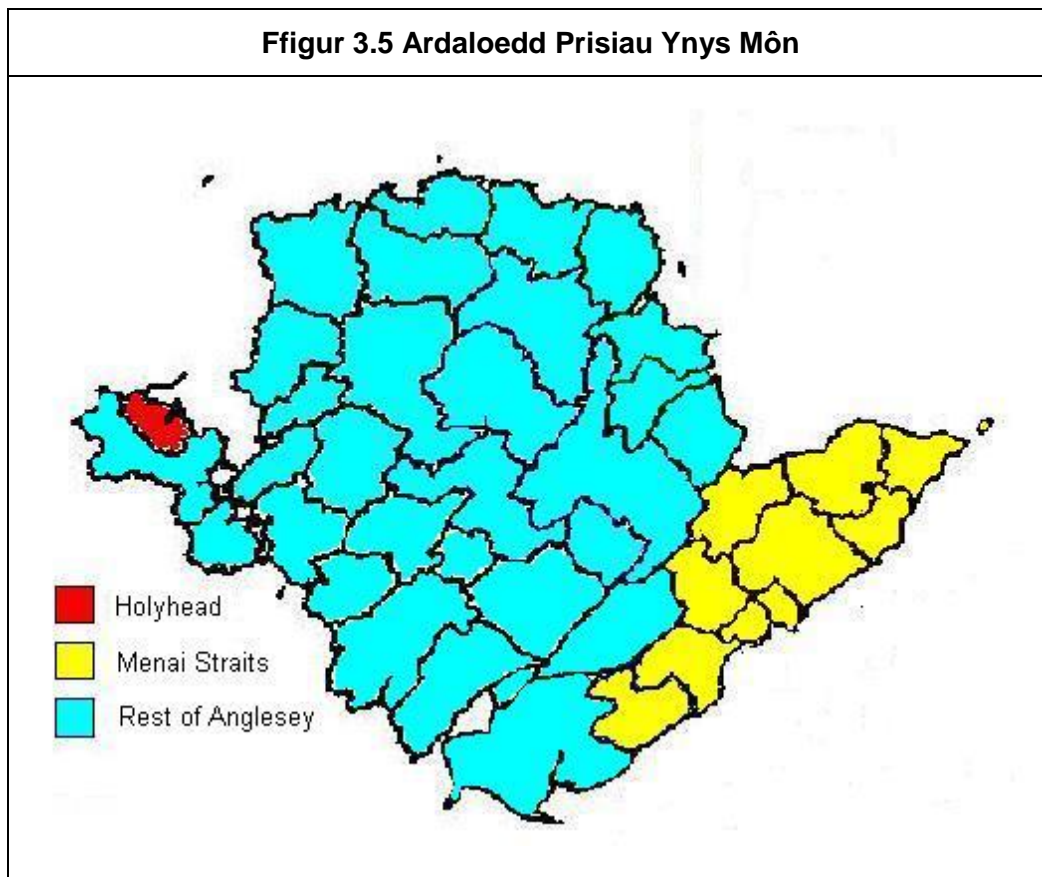 Ffigur 3.5 Ardaloedd Prisiau Ynys Môn
Holyhead
Menai Straits
Rest of Anglesey